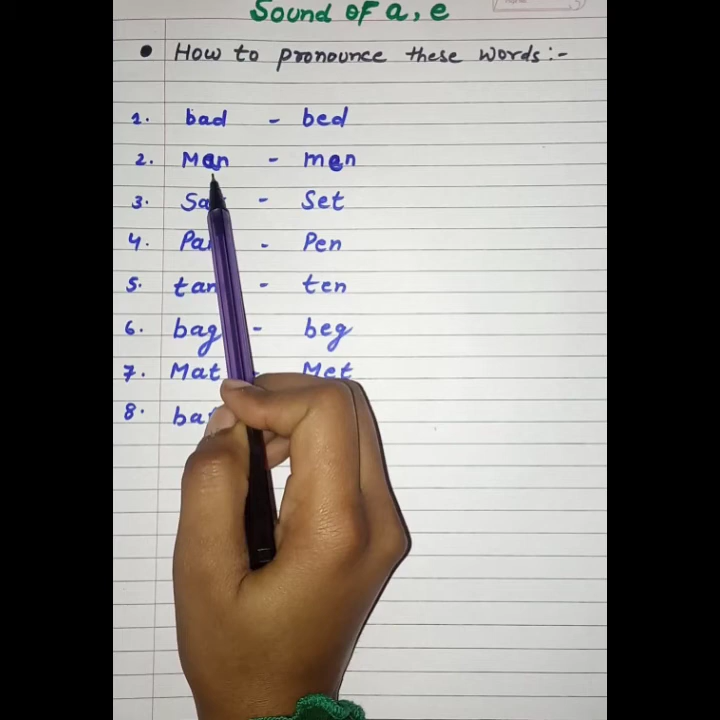 Sound of a, e
• How to pronounce these words:-
1. bad - bed
2. Man - men
3. - Set
4. - Pen
5. tan - ten
6. bag - beg
7. Mat - Met
8.